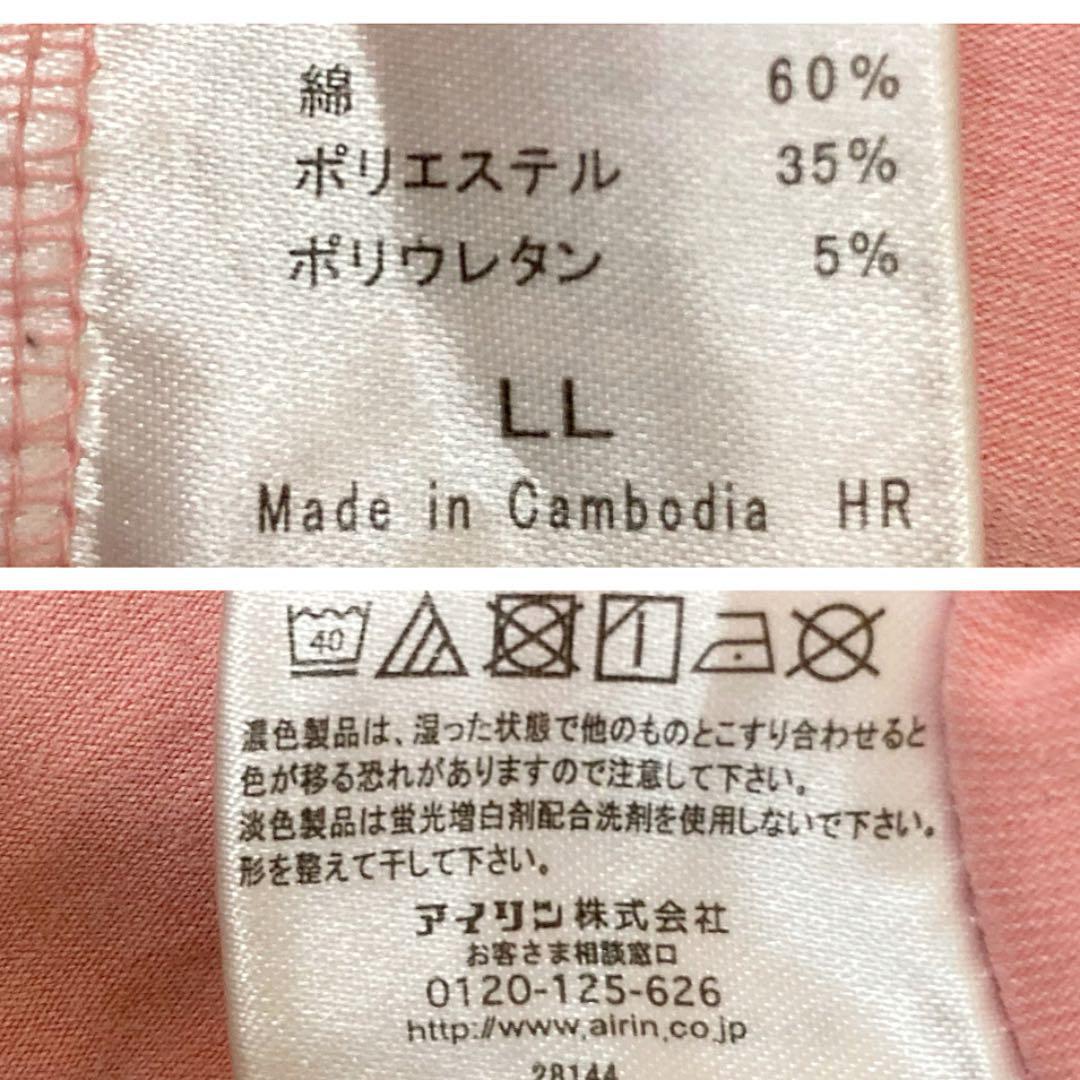 綿 60%
ポリエステル 35%
ポリウレタン 5%
LL
Made in Cambodia HR
40
濃色製品は、湿った状態で他のものとこすり合わせると
色が移る恐れがありますので注意して下さい。
淡色製品は蛍光増白剤配合洗剤を使用しないで下さい。
形を整えて干して下さい。
アイリン株式会社
お客さま相談窓口
0120-125-626
http://www.airin.co.jp
28144